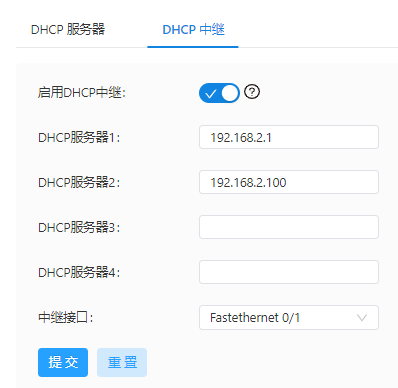 DHCP 服务器 DHCP 中继
启用DHCP中继:
DHCP服务器1: 192.168.2.1
DHCP服务器2: 192.168.2.100
DHCP服务器3:
DHCP服务器4:
中继接口: Fastethernet 0/1
提交 重置